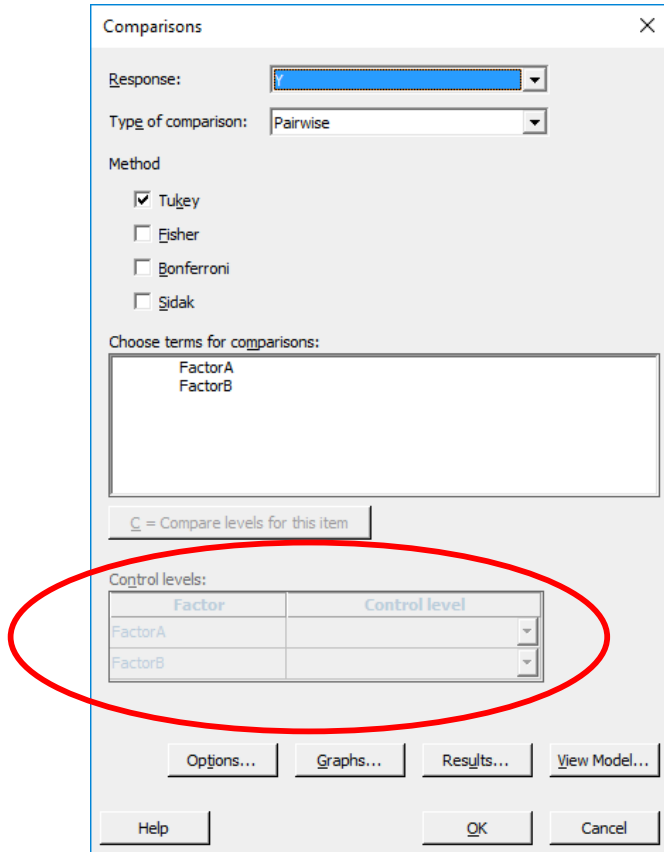 Comparisons
Response: Y
Type of comparison: Pairwise
Method
Tukey
Fisher
Bonferroni
Sidak
Choose terms for comparisons:
FactorA
FactorB
C = Compare levels for this item
Control levels:
Factor Control level
FactorA
FactorB
Options... Graphs... Results... View Model...
Help OK Cancel